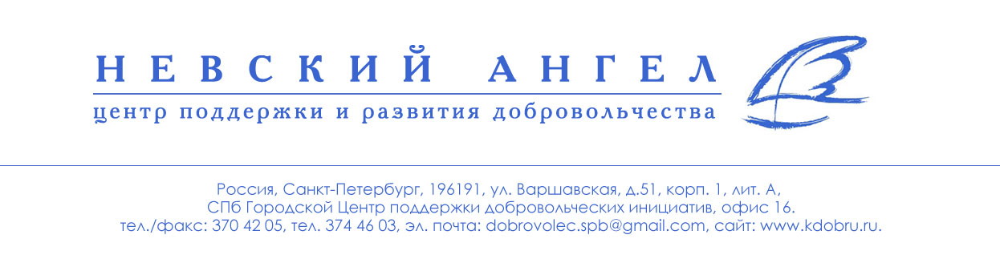 НЕВСКИЙ АНГЕЛ
центр поддержки и развития добровольчества
Россия, Санкт-Петербург, 196191, ул. Варшавская, д.51, корп. 1, лит. А,
СПб Городской Центр поддержки добровольческих инициатив, офис 16.
тел./факс: 370 42 05, тел. 374 46 03, эл. почта: dobrovolec.spb@gmail.com, сайт: www.kdobru.ru.